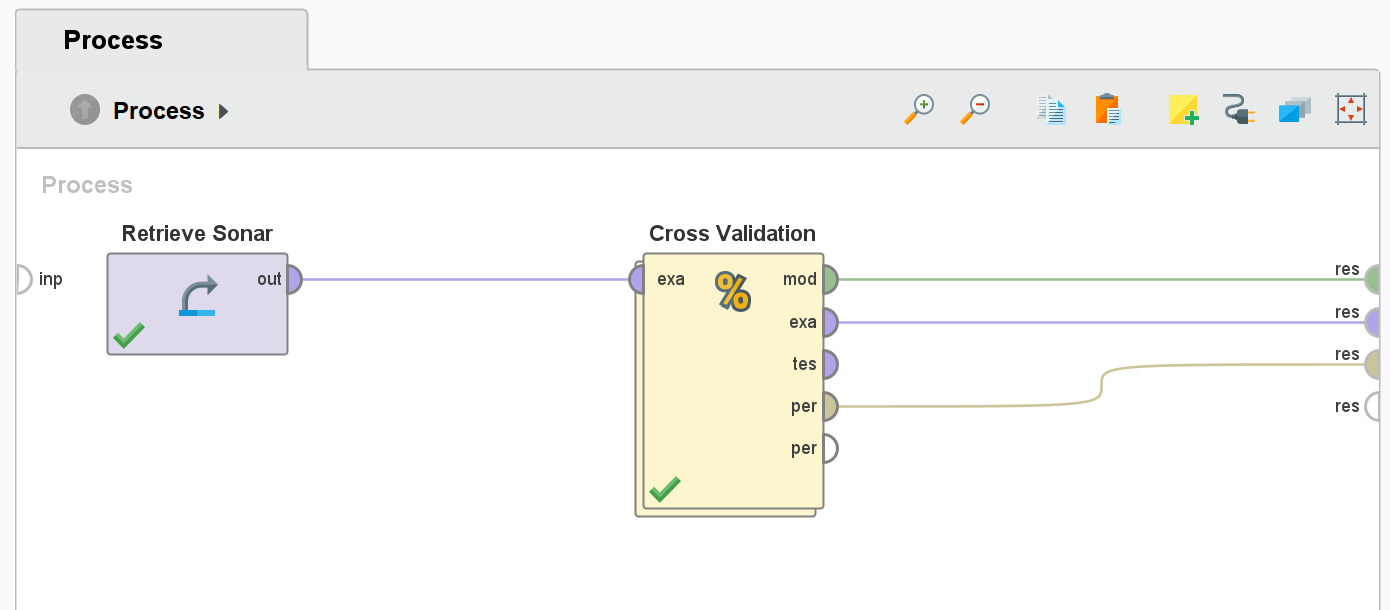 Process
Process
Process
Retrieve Sonar
Cross Validation
inp
out
exa
mod
res
exa
res
tes
res
per
res
per